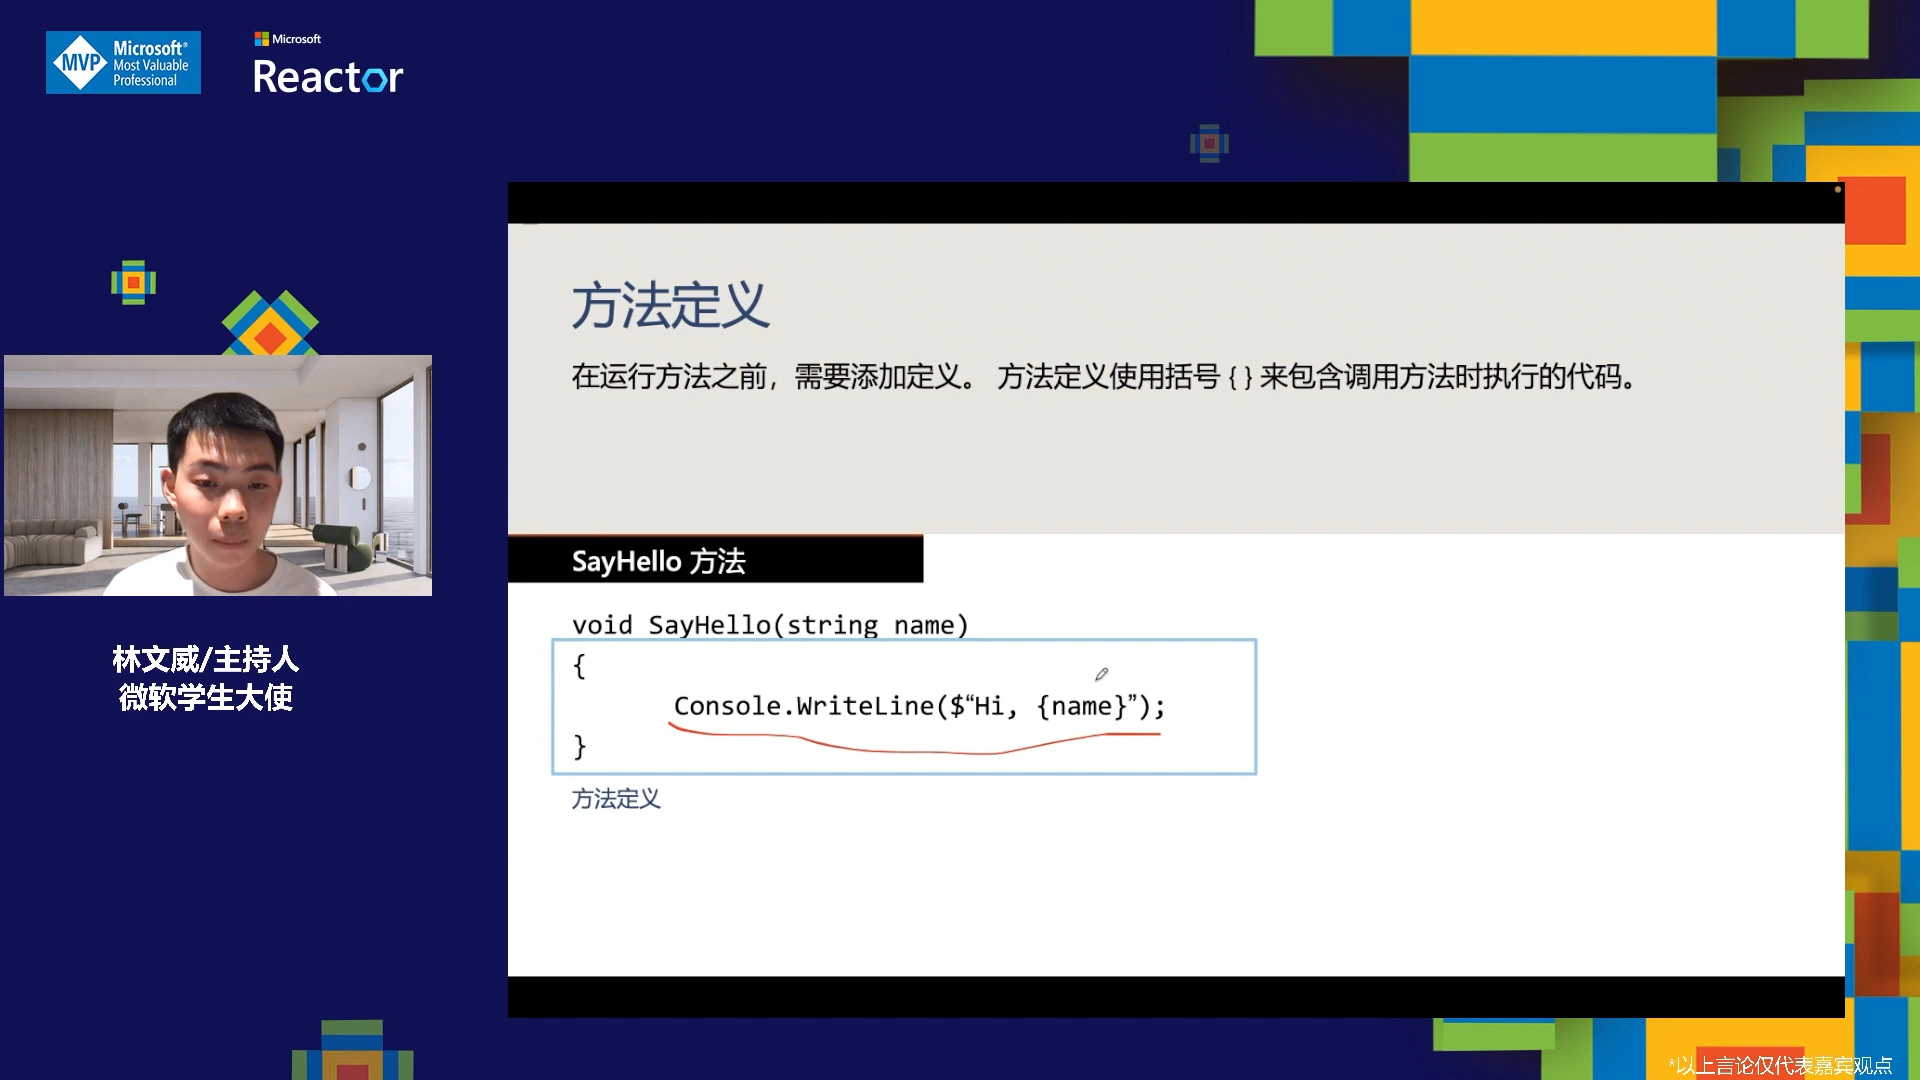 MVP
Microsoft®
Most Valuable
Professional
Microsoft
Reactor
方法定义
在运行方法之前，需要添加定义。 方法定义使用括号 { } 来包含调用方法时执行的代码。
SayHello 方法
void SayHello(string name)
{
Console.WriteLine($“Hi, {name}”);
}
方法定义
林文威/主持人
微软学生大使
*以上言论仅代表嘉宾观点